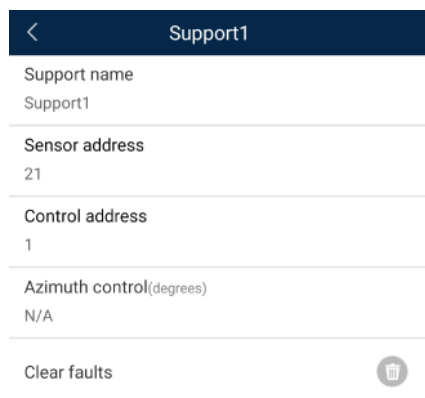 Support1
Support name
Support1
Sensor address
21
Control address
1
Azimuth control(degrees)
N/A
Clear faults